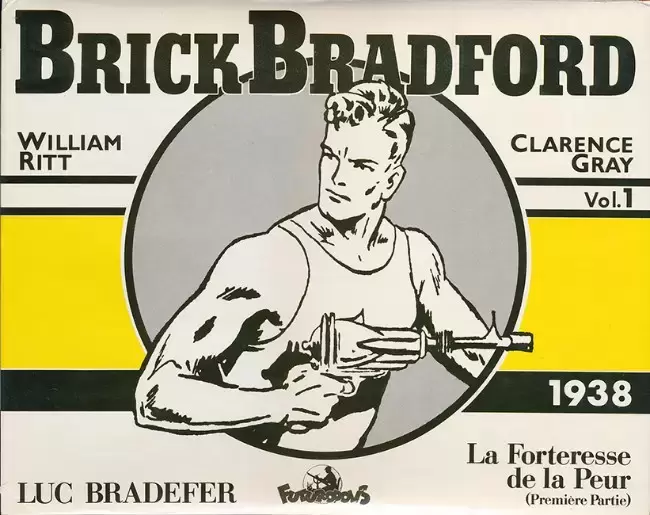 BRICK BRADFORD
WILLIAM
RITT
CLARENCE
GRAY
Vol.1
1938
La Forteresse
de la Peur
(Première Partie)
LUC BRADEFER
FUTUROPOLIS